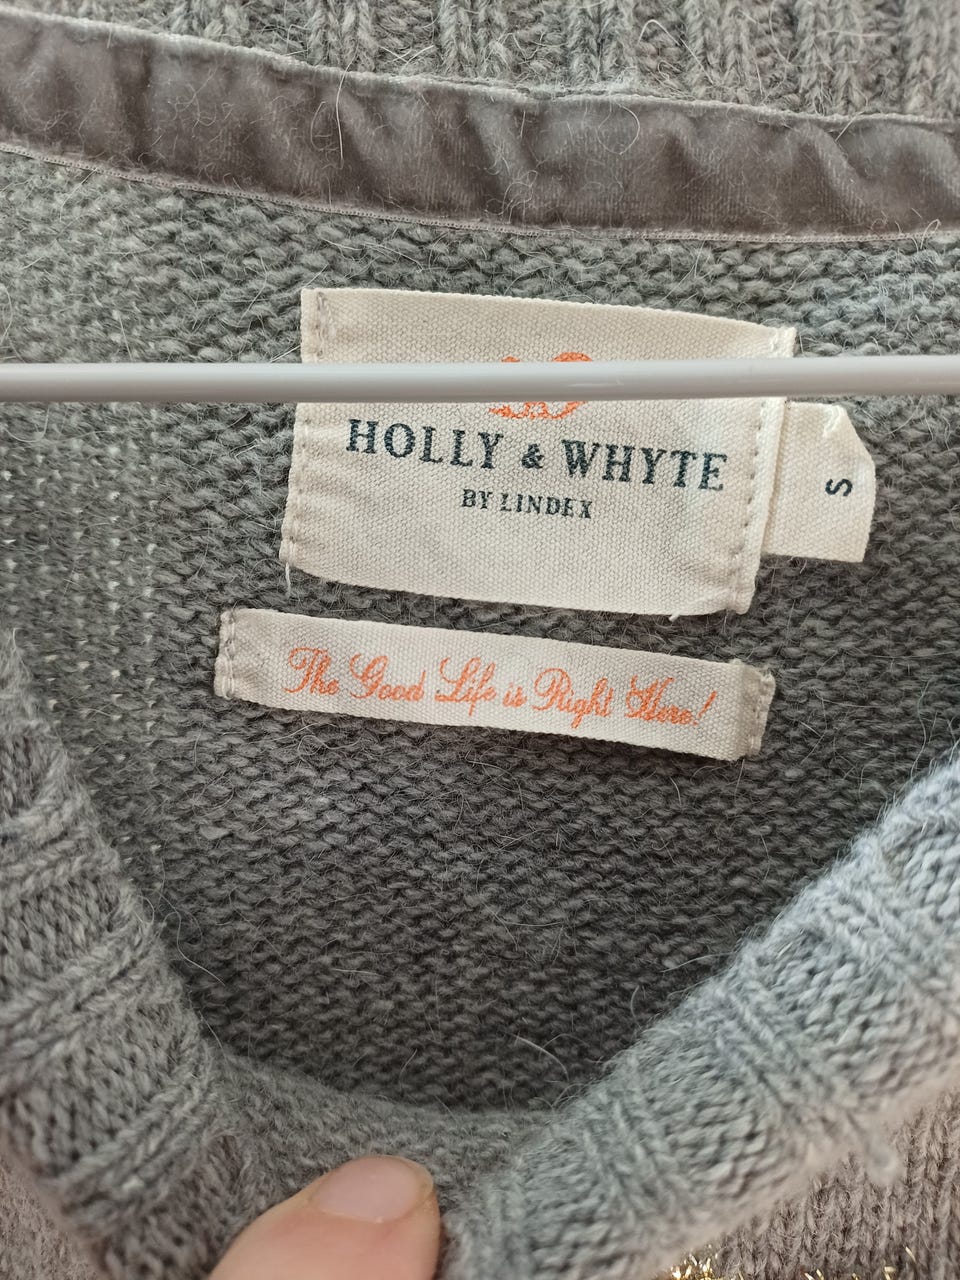 HOLLY & WHYTE
BY LINDEX
S
The Good Life is Right Here!